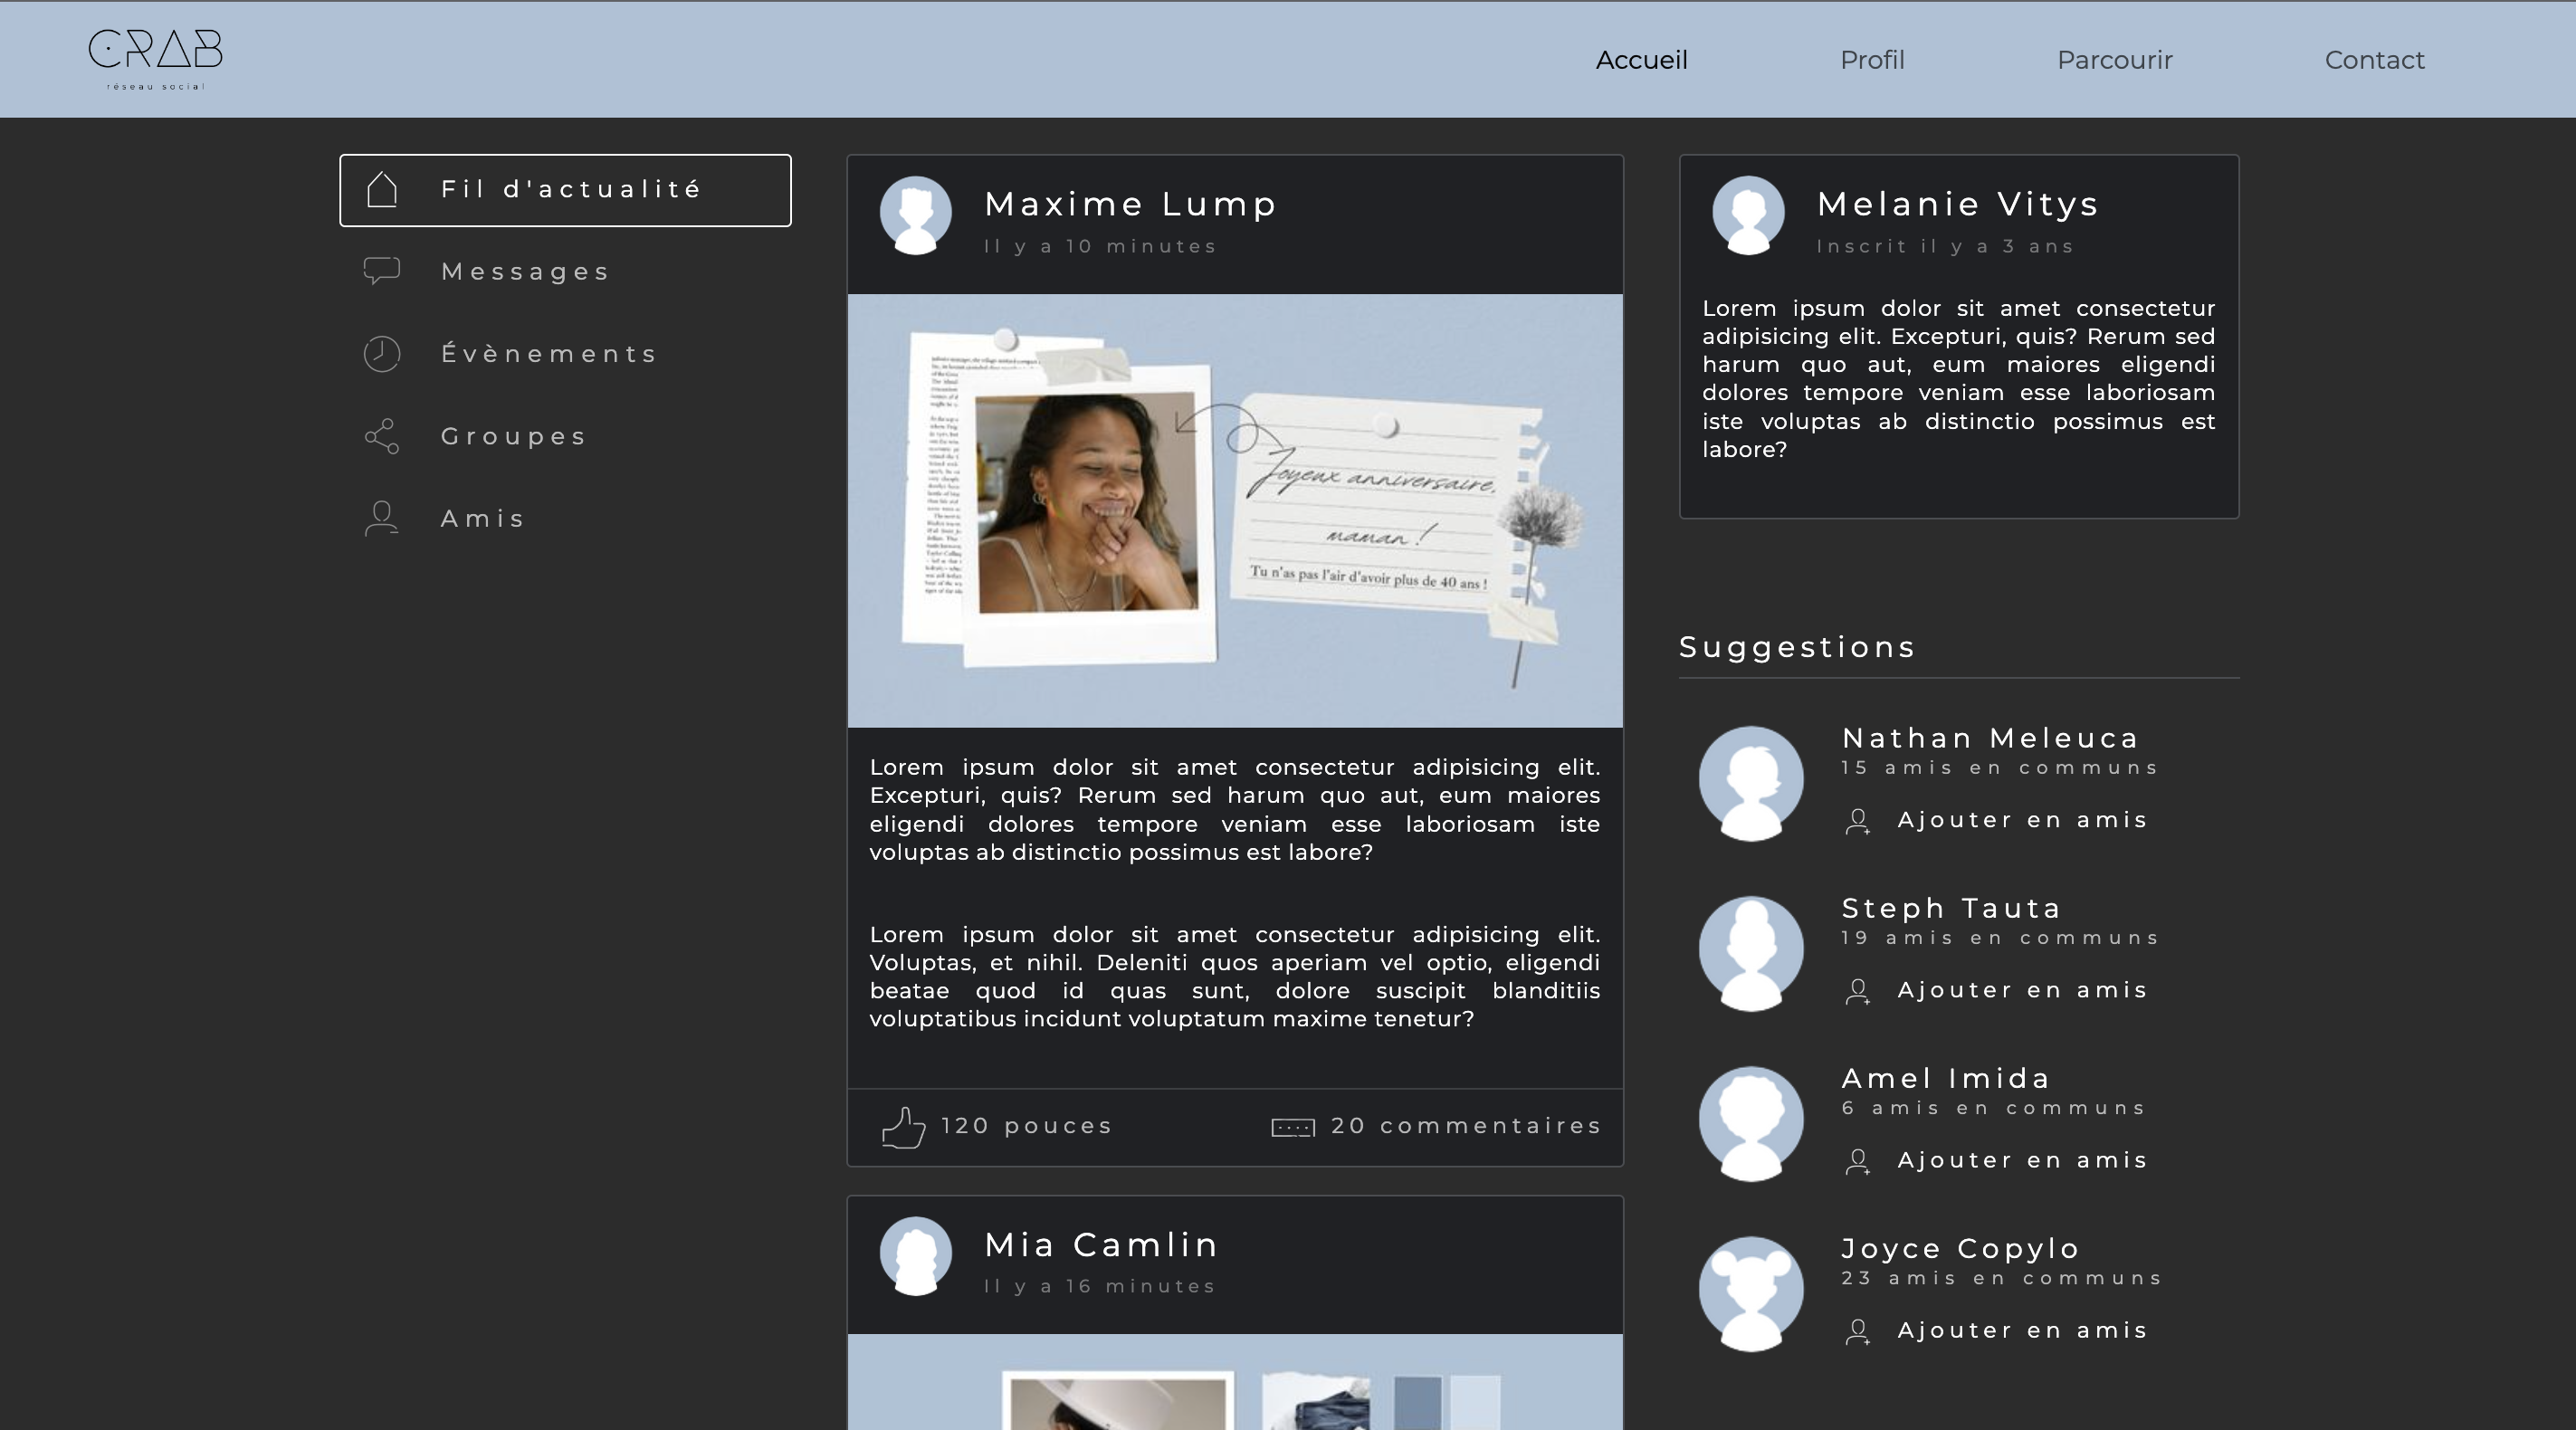 CRAB
réseau social
Accueil
Profil
Parcourir
Contact
Fil d'actualité
Messages
Évènements
Groupes
Amis
Maxime Lump
Il y a 10 minutes
Joyeux anniversaire,
maman !
Tu n'as pas l'air d'avoir plus de 40 ans !
Lorem ipsum dolor sit amet consectetur adipisicing elit.
Excepturi, quis? Rerum sed harum quo aut, eum maiores
eligendi dolores tempore veniam esse laboriosam iste
voluptas ab distinctio possimus est labore?
Lorem ipsum dolor sit amet consectetur adipisicing elit.
Voluptas, et nihil. Deleniti quos aperiam vel optio, eligendi
beatae quod id quas sunt, dolore suscipit blanditiis
voluptatibus incidunt voluptatum maxime tenetur?
120 pouces
20 commentaires
Mia Camlin
Il y a 16 minutes
Melanie Vitys
Inscrit il y a 3 ans
Lorem ipsum dolor sit amet consectetur
adipisicing elit. Excepturi, quis? Rerum sed
harum quo aut, eum maiores eligendi
dolores tempore veniam esse laboriosam
iste voluptas ab distinctio possimus est
labore?
Suggestions
Nathan Meleuca
15 amis en communs
Ajouter en amis
Steph Tauta
19 amis en communs
Ajouter en amis
Amel Imida
6 amis en communs
Ajouter en amis
Joyce Copylo
23 amis en communs
Ajouter en amis